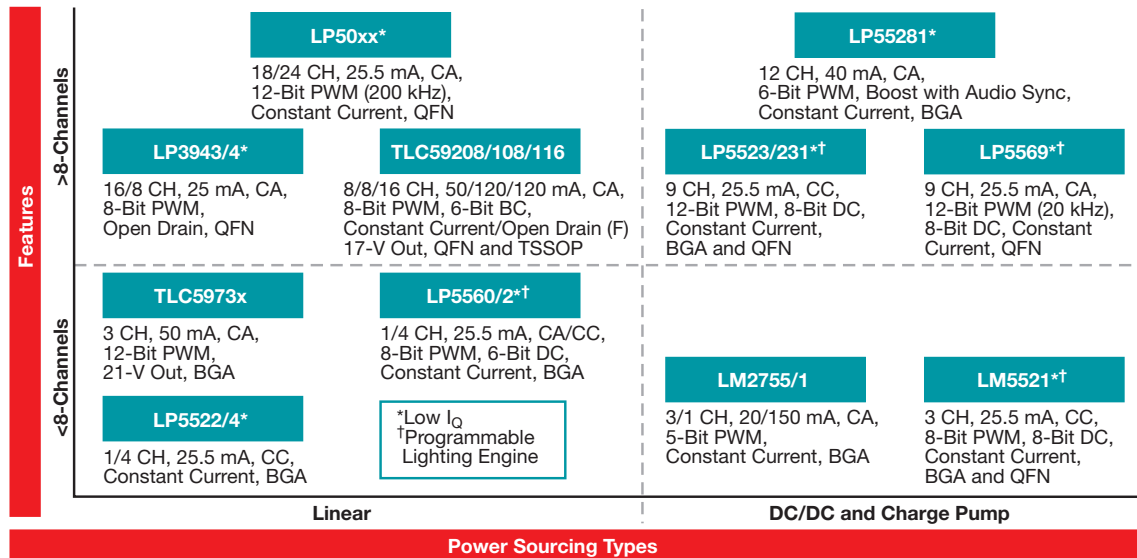 Features
>8-Channels
LP50xx*
18/24 CH, 25.5 mA, CA,
12-Bit PWM (200 kHz),
Constant Current, QFN
LP3943/4*
16/8 CH, 25 mA, CA,
8-Bit PWM,
Open Drain, QFN
TLC59208/108/116
8/8/16 CH, 50/120/120 mA, CA,
8-Bit PWM, 6-Bit BC,
Constant Current/Open Drain (F)
17-V Out, QFN and TSSOP
LP55281*
12 CH, 40 mA, CA,
6-Bit PWM, Boost with Audio Sync,
Constant Current, BGA
LP5523/231*†
9 CH, 25.5 mA, CC,
12-Bit PWM, 8-Bit DC,
Constant Current,
BGA and QFN
LP5569*†
9 CH, 25.5 mA, CA,
12-Bit PWM (20 kHz),
8-Bit DC, Constant
Current, QFN
<8-Channels
TLC5973x
3 CH, 50 mA, CA,
12-Bit PWM,
21-V Out, BGA
LP5560/2*†
1/4 CH, 25.5 mA, CA/CC,
8-Bit PWM, 6-Bit DC,
Constant Current, BGA
LP5522/4*
1/4 CH, 25.5 mA, CC,
Constant Current, BGA
*Low IQ
†Programmable
Lighting Engine
LM2755/1
3/1 CH, 20/150 mA, CA,
5-Bit PWM,
Constant Current, BGA
LM5521*†
3 CH, 25.5 mA, CC,
8-Bit PWM, 8-Bit DC,
Constant Current,
BGA and QFN
Linear
DC/DC and Charge Pump
Power Sourcing Types